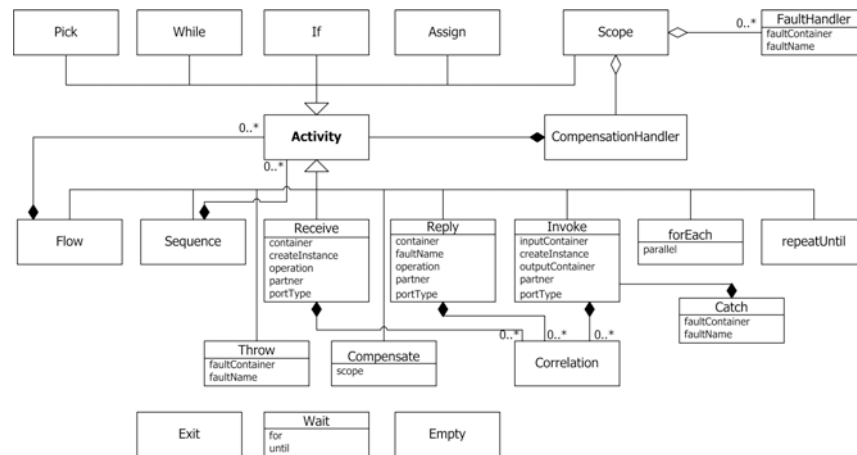 Pick
While
If
Assign
Scope
0..*
FaultHandler
faultContainer
faultName
0..*
Activity
CompensationHandler
0..*
Flow
Sequence
Receive
container
createInstance
operation
partner
portType
Reply
container
faultName
operation
partner
portType
Invoke
inputContainer
createInstance
outputContainer
partner
portType
forEach
parallel
repeatUntil
Catch
faultContainer
faultName
0..*
0..*
0..*
Throw
faultContainer
faultName
Compensate
scope
Correlation
Exit
Wait
for
until
Empty